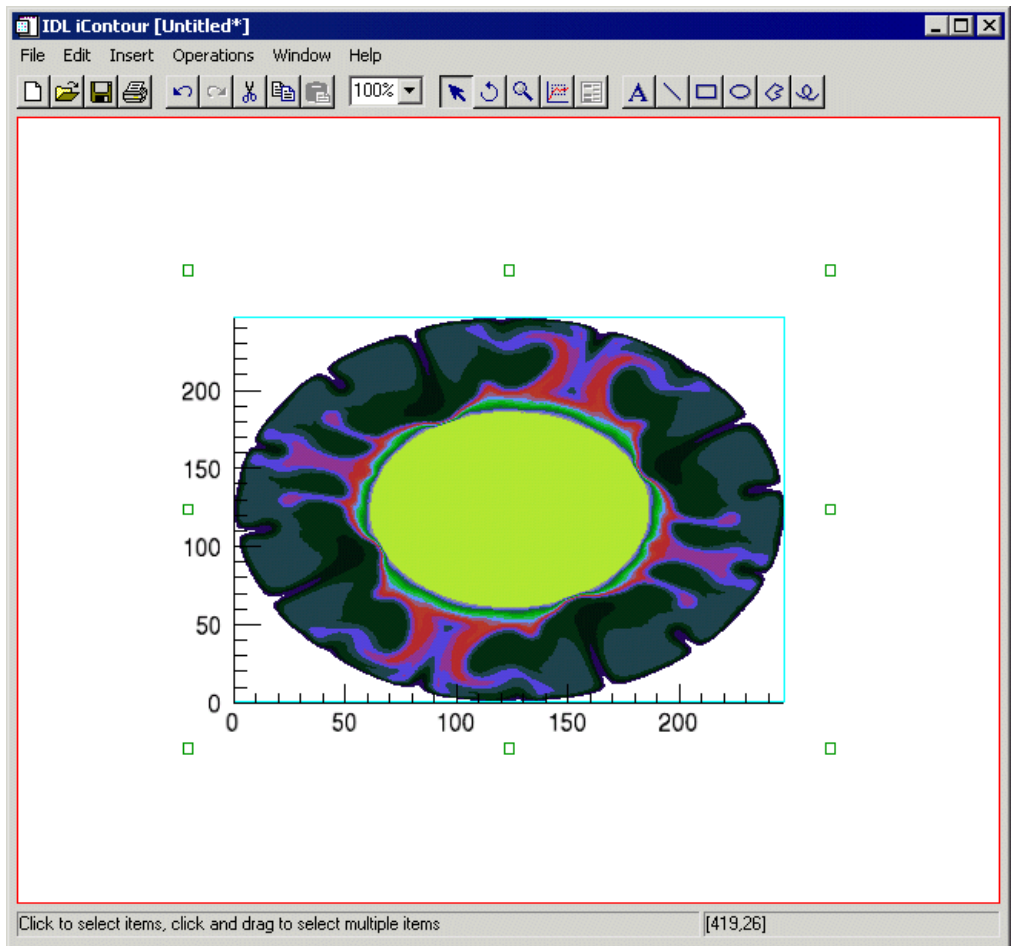 IDL iContour [Untitled*]
File Edit Insert Operations Window Help
100% A
200
150
100
50
0
0 50 100 150 200
Click to select items, click and drag to select multiple items [419,26]